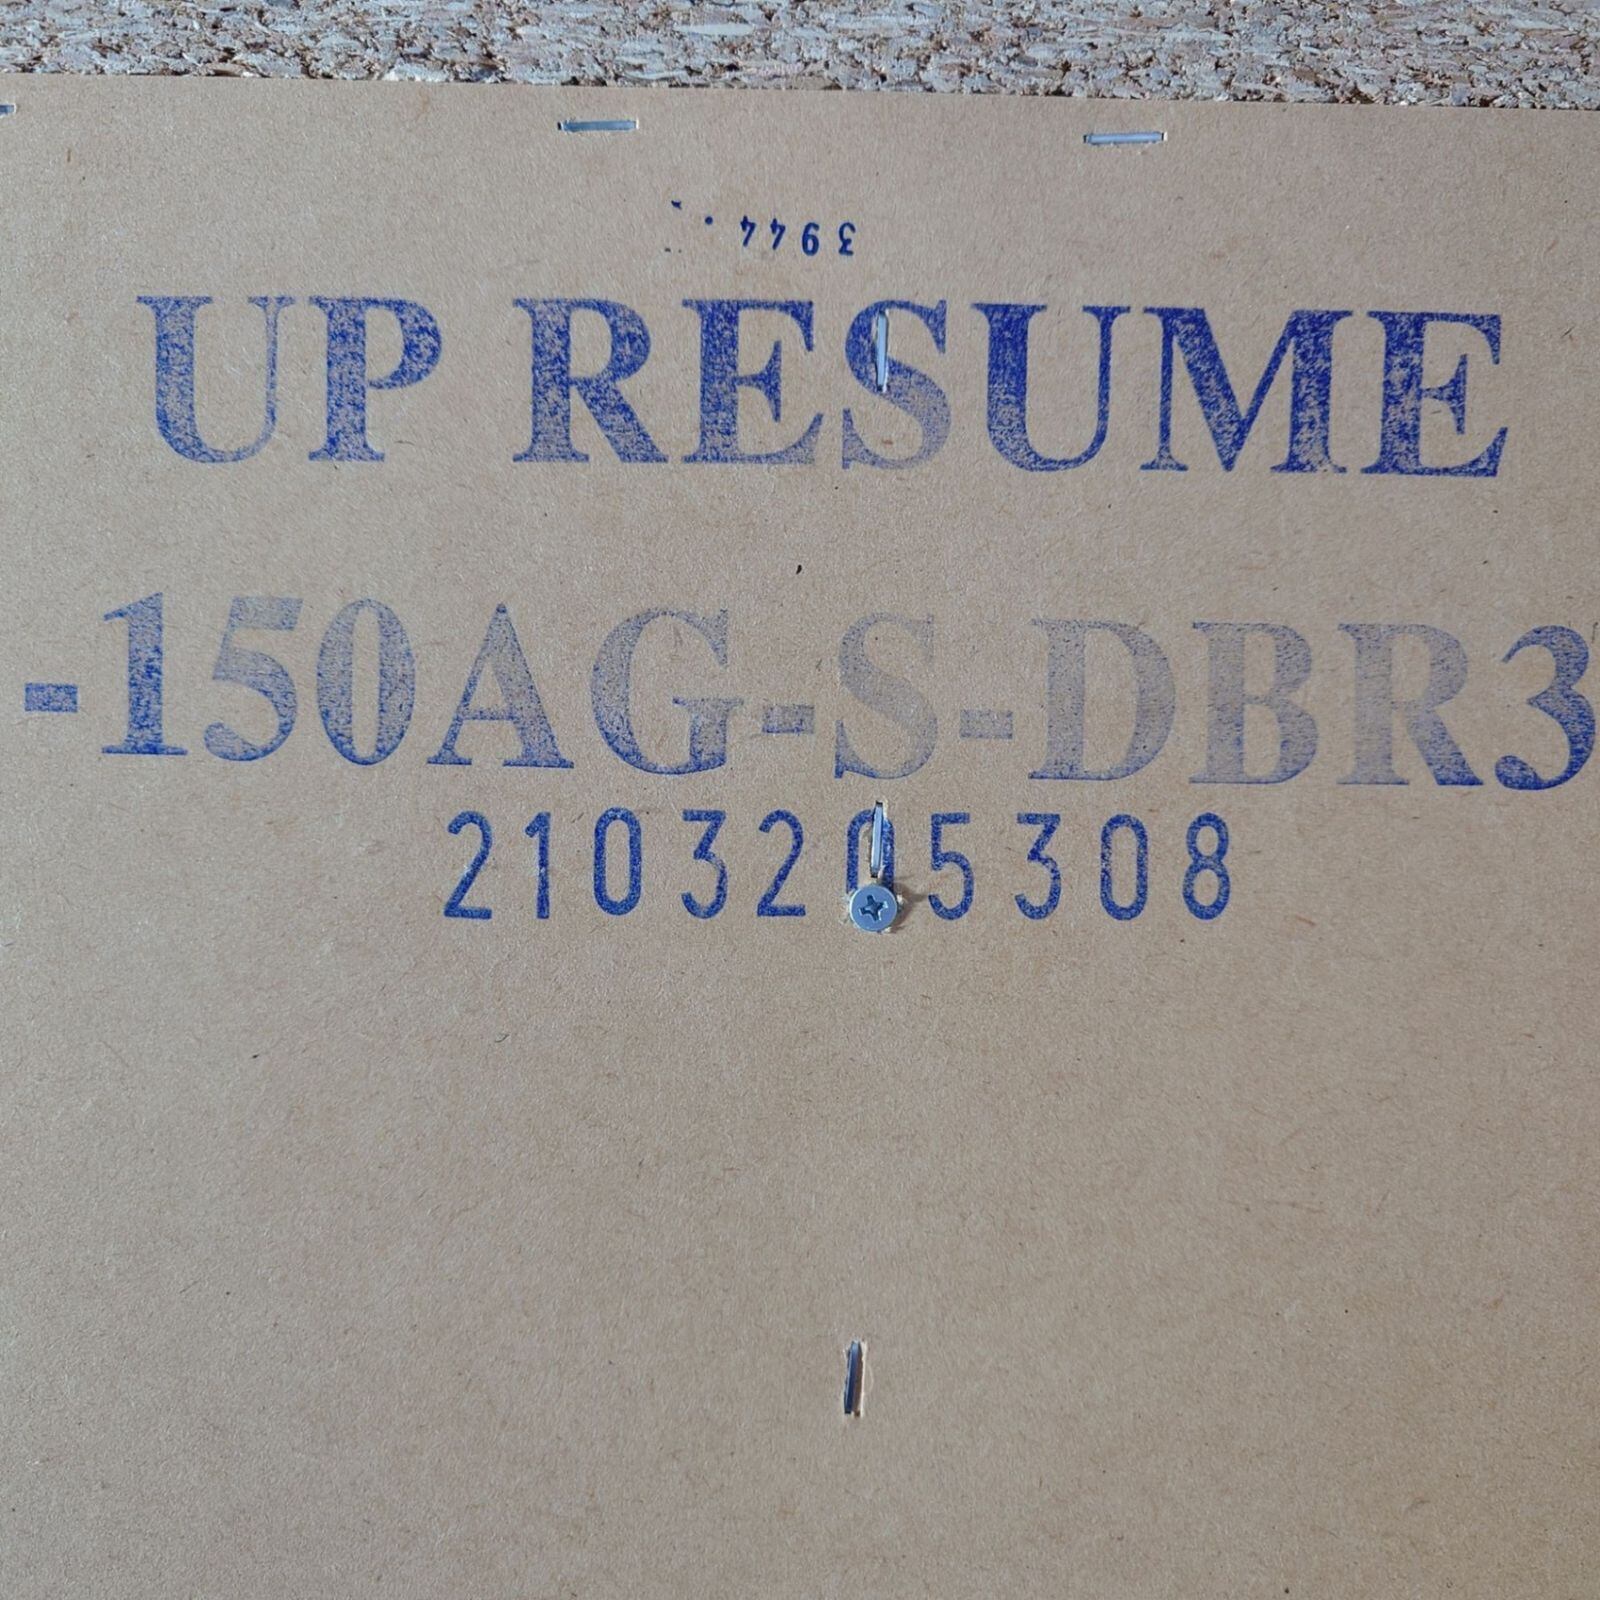 3944.
UP RESUME
-150AG-S-DBR3
2103205308